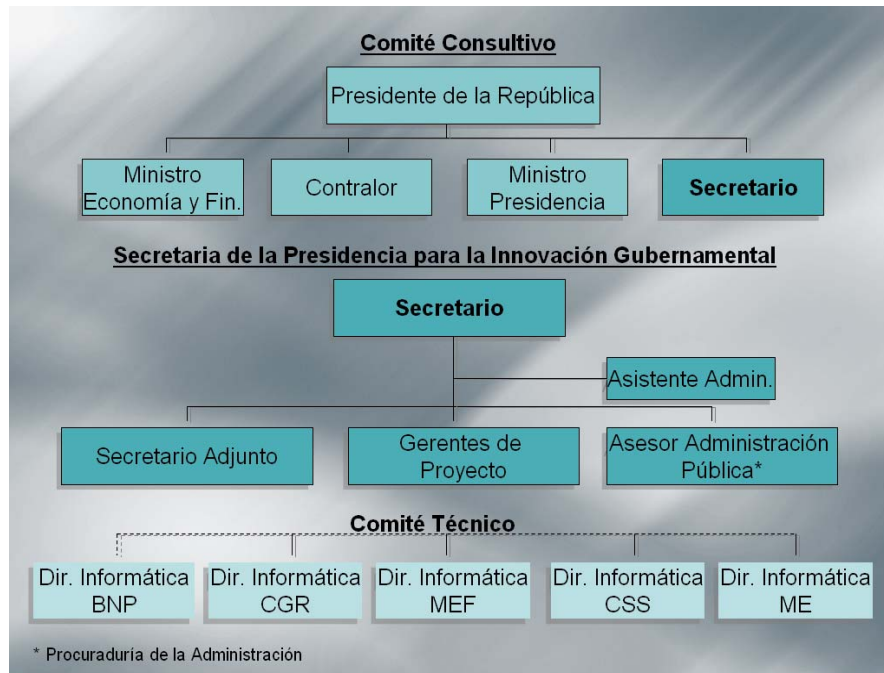 Comité Consultivo
Presidente de la República
Ministro
Economía y Fin.
Contralor
Ministro
Presidencia
Secretario
Secretaria de la Presidencia para la Innovación Gubernamental
Secretario
Asistente Admin.
Secretario Adjunto
Gerentes de
Proyecto
Asesor Administración
Pública*
Comité Técnico
Dir. Informática
BNP
Dir. Informática
CGR
Dir. Informática
MEF
Dir. Informática
CSS
Dir. Informática
ME
* Procuraduría de la Administración